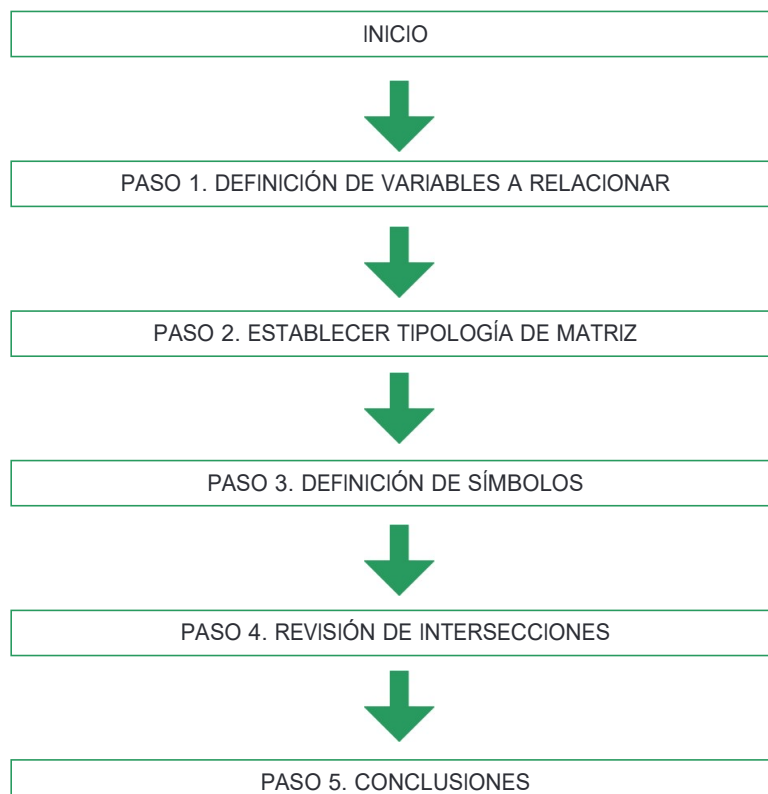 INICIO
PASO 1. DEFINICIÓN DE VARIABLES A RELACIONAR
PASO 2. ESTABLECER TIPOLOGÍA DE MATRIZ
PASO 3. DEFINICIÓN DE SÍMBOLOS
PASO 4. REVISIÓN DE INTERSECCIONES
PASO 5. CONCLUSIONES